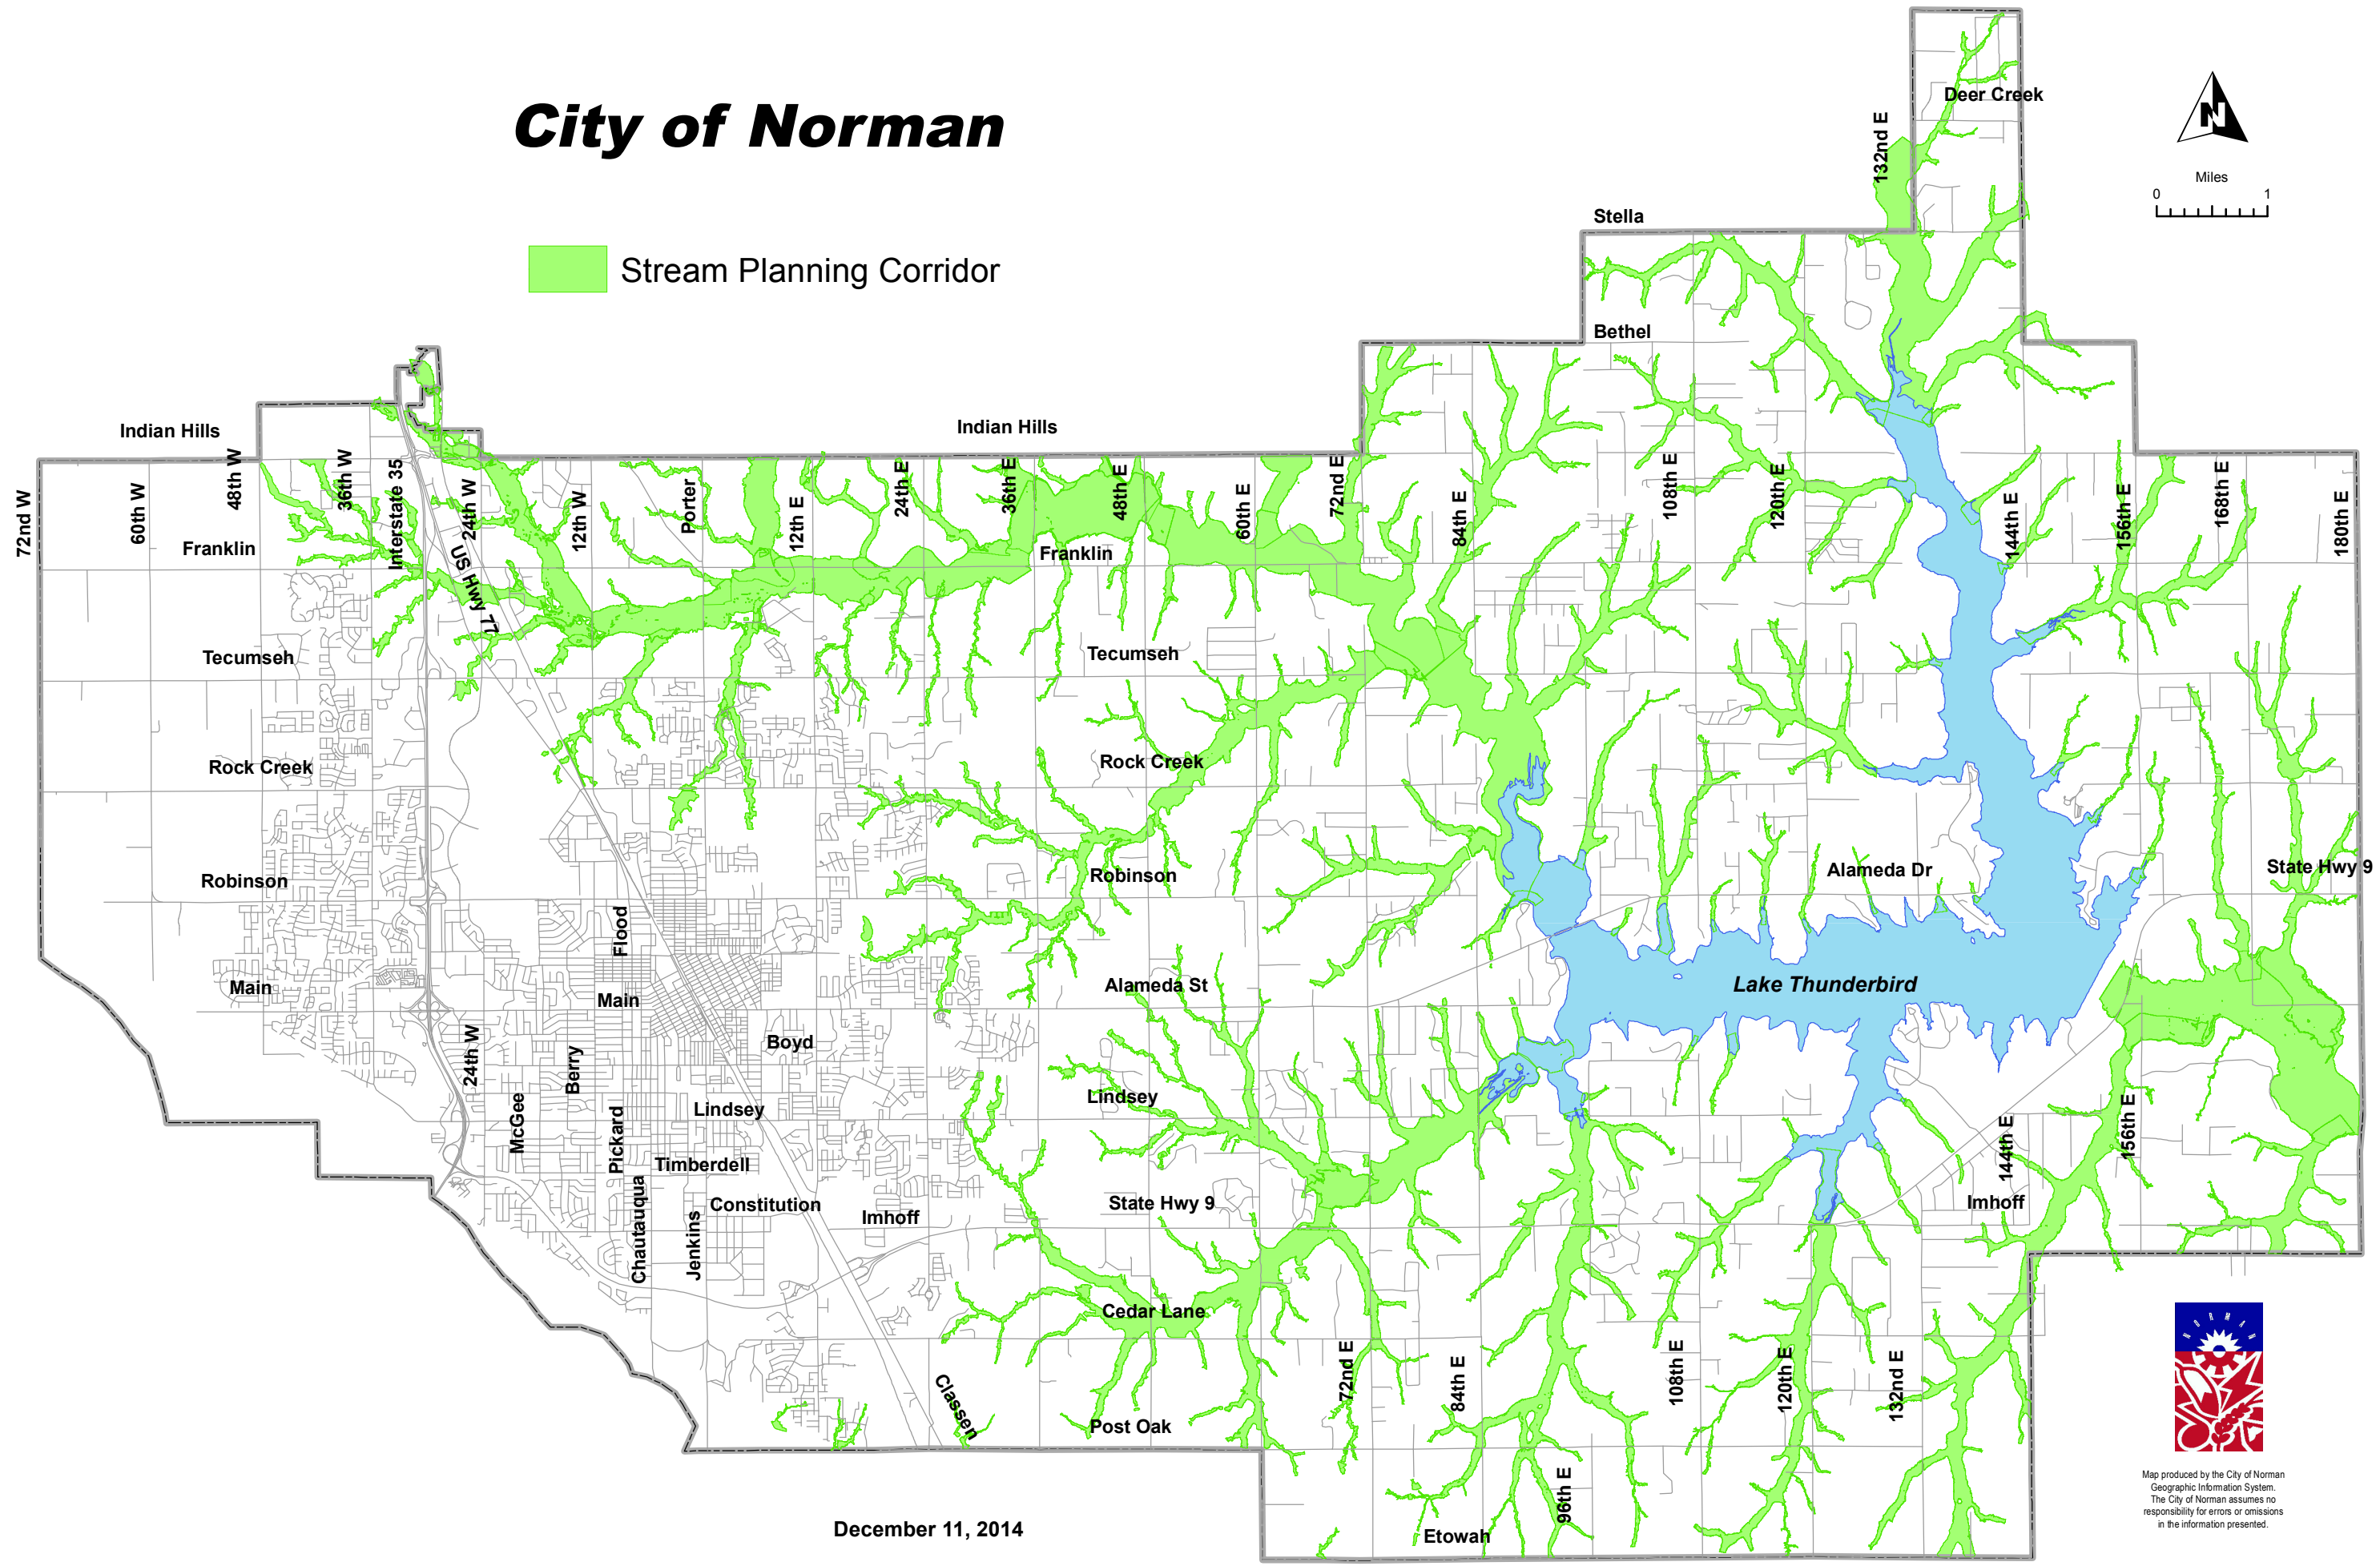 City of Norman
Stream Planning Corridor
N
Miles
0 1
Deer Creek
132nd E
Stella
Bethel
Indian Hills
Indian Hills
72nd W
60th W
48th W
36th W
Interstate 35
24th W
12th W
Porter
12th E
24th E
36th E
48th E
60th E
72nd E
84th E
108th E
120th E
144th E
156th E
168th E
180th E
Franklin
US Hwy 77
Franklin
Tecumseh
Tecumseh
Rock Creek
Rock Creek
Robinson
Robinson
Alameda Dr
State Hwy 9
Flood
Main
Main
Alameda St
Lake Thunderbird
24th W
Boyd
Berry
McGee
Pickard
Lindsey
Lindsey
144th E
156th E
Timberdell
Chautauqua
Jenkins
Constitution
Imhoff
State Hwy 9
Imhoff
Cedar Lane
72nd E
84th E
108th E
120th E
132nd E
Classen
Post Oak
96th E
Etowah
December 11, 2014
NORMAN
Map produced by the City of Norman
Geographic Information System.
The City of Norman assumes no
responsibility for errors or omissions
in the information presented.